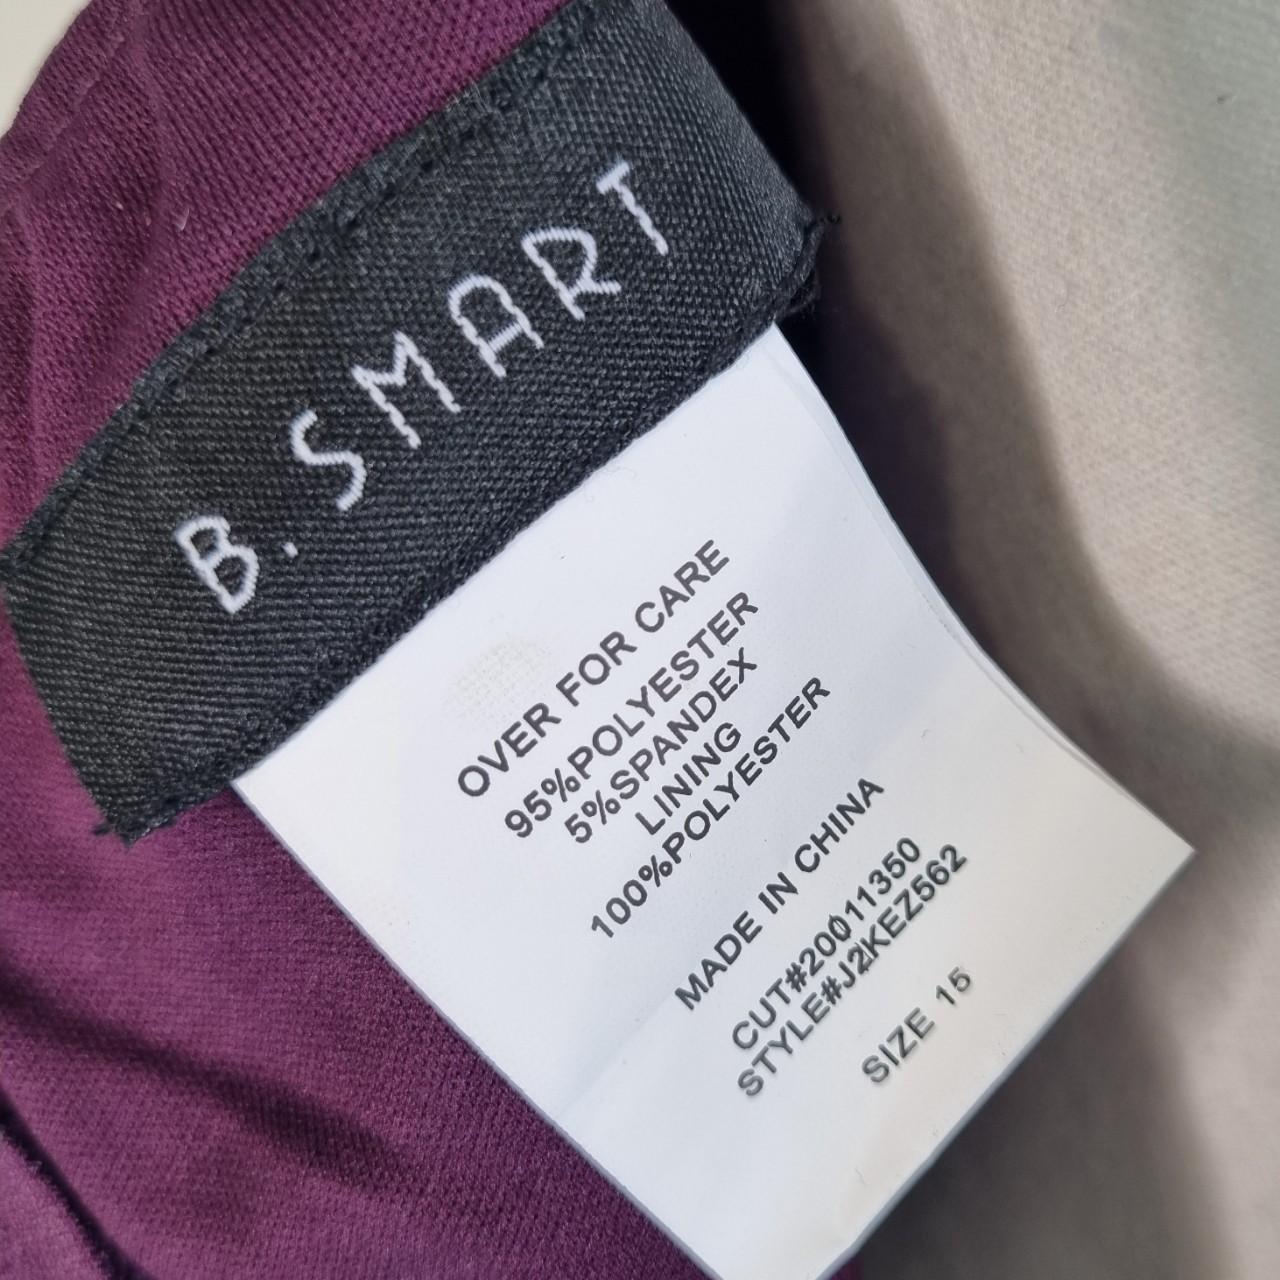 B. SMART
OVER FOR CARE
95%POLYESTER
5%SPANDEX
LINING
100%POLYESTER
MADE IN CHINA
CUT#20011350
STYLE#J2KEZ562
SIZE 15